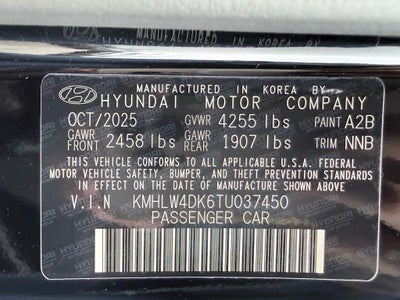 MANUFACTURED IN KOREA BY
HYUNDAI MOTOR COMPANY
OCT/2025 GVWR 4255 lbs PAINT A2B
GAWR FRONT 2458 lbs GAWR REAR 1907 lbs TRIM NNB
THIS VEHICLE CONFORMS TO ALL APPLICABLE U.S.A. FEDERAL
MOTOR VEHICLE SAFETY, BUMPER, AND THEFT PREVENTION
STANDARDS IN EFFECT ON THE DATE OF MANUFACTURE
SHOWN ABOVE.
V.I.N KMHLW4DK6TU037450
PASSENGER CAR